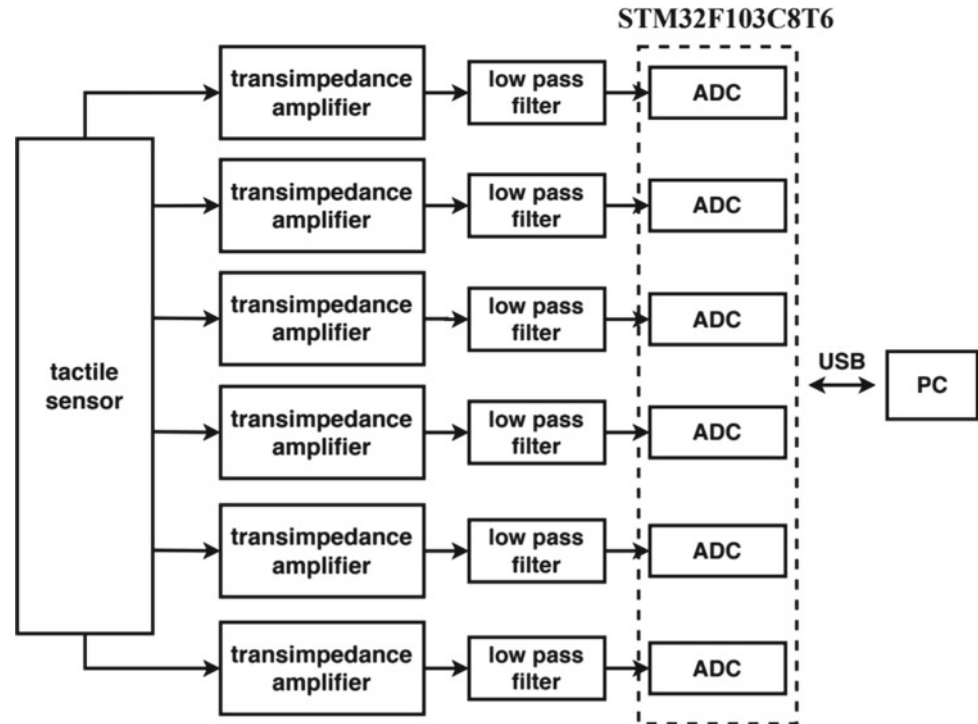 STM32F103C8T6
transimpedance
amplifier
low pass
filter
ADC
transimpedance
amplifier
low pass
filter
ADC
transimpedance
amplifier
low pass
filter
ADC
tactile
sensor
USB
PC
transimpedance
amplifier
low pass
filter
ADC
transimpedance
amplifier
low pass
filter
ADC
transimpedance
amplifier
low pass
filter
ADC